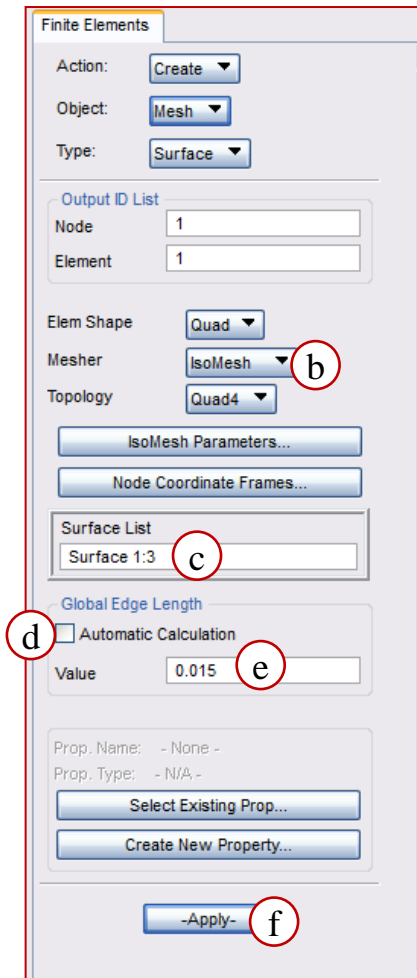 Finite Elements
Action: Create
Object: Mesh
Type: Surface
Output ID List
Node 1
Element 1
Elem Shape Quad
Mesher IsoMesh b
Topology Quad4
IsoMesh Parameters...
Node Coordinate Frames...
Surface List
Surface 1:3 c
Global Edge Length
d Automatic Calculation
Value 0.015 e
Prop. Name: - None -
Prop. Type: - N/A -
Select Existing Prop...
Create New Property...
-Apply- f